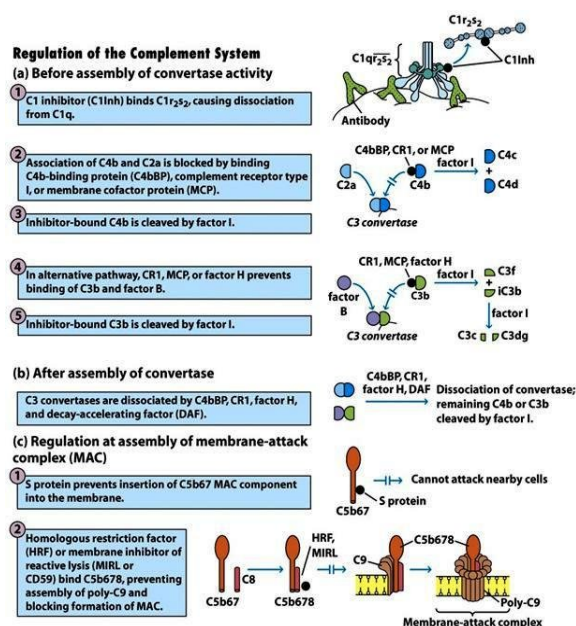 Regulation of the Complement System
(a) Before assembly of convertase activity
1
C1 inhibitor (C1Inh) binds C1r2s2, causing dissociation
from C1q.
C1r2s2
C1qr2s2
C1Inh
Antibody
2
Association of C4b and C2a is blocked by binding
C4b-binding protein (C4bBP), complement receptor type
I, or membrane cofactor protein (MCP).
C4bBP, CR1, or MCP
factor I
C4c
+
C4d
C2a
C4b
C3 convertase
3
Inhibitor-bound C4b is cleaved by factor I.
4
In alternative pathway, CR1, MCP, or factor H prevents
binding of C3b and factor B.
CR1, MCP, factor H
factor I
C3f
+
iC3b
factor
B
C3b
C3 convertase
factor I
C3c
C3dg
5
Inhibitor-bound C3b is cleaved by factor I.
(b) After assembly of convertase
C3 convertases are dissociated by C4bBP, CR1, factor H,
and decay-accelerating factor (DAF).
C4bBP, CR1,
factor H, DAF
Dissociation of convertase;
remaining C4b or C3b
cleaved by factor I.
(c) Regulation at assembly of membrane-attack
complex (MAC)
1
S protein prevents insertion of C5b67 MAC component
into the membrane.
Cannot attack nearby cells
S protein
C5b67
2
Homologous restriction factor
(HRF) or membrane inhibitor of
reactive lysis (MIRL or
CD59) bind C5b678, preventing
assembly of poly-C9 and
blocking formation of MAC.
C5b67
C8
HRF,
MIRL
C5b678
C9
C5b678
Poly-C9
Membrane-attack complex